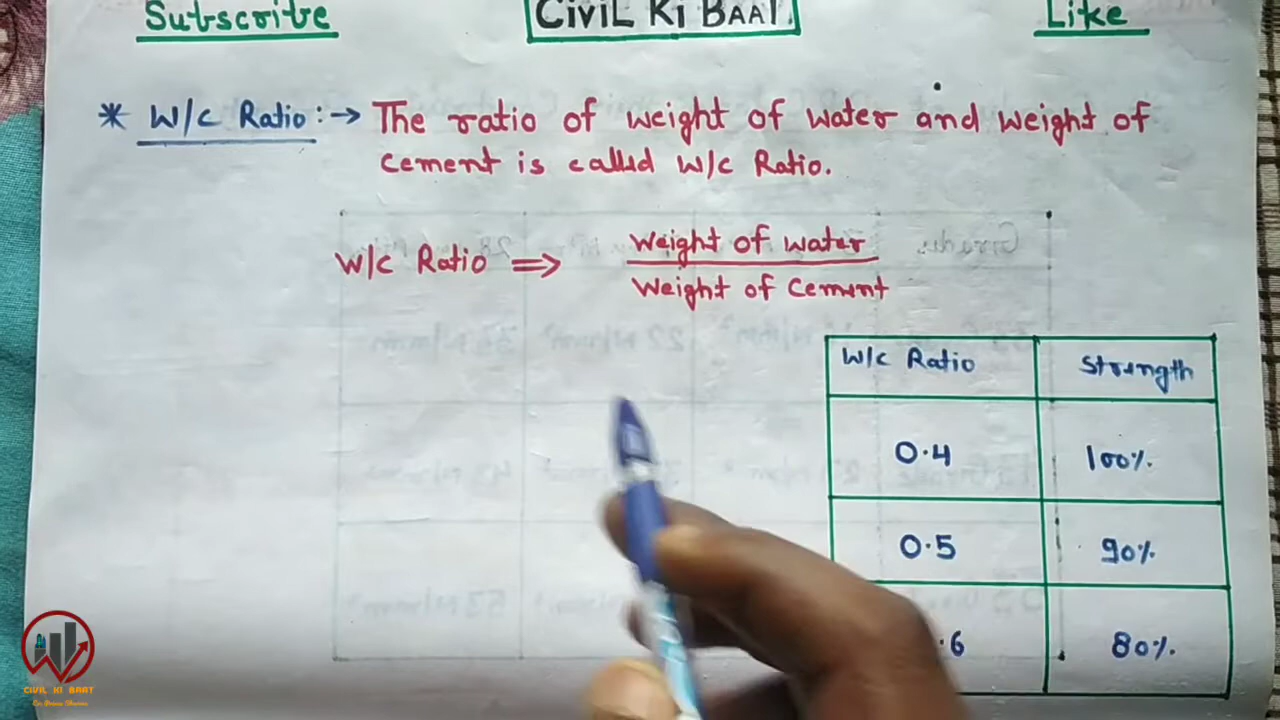 Subscribe
CiviL Ki BAAT
Like
* W/c Ratio :→ The ratio of weight of water and weight of
cement is called W/c Ratio.
W/c Ratio ⇒ Weight of water
Weight of Cement
W/c Ratio Strength
0.4 100%
0.5 90%
.6 80%
CIVIL KI BAAT